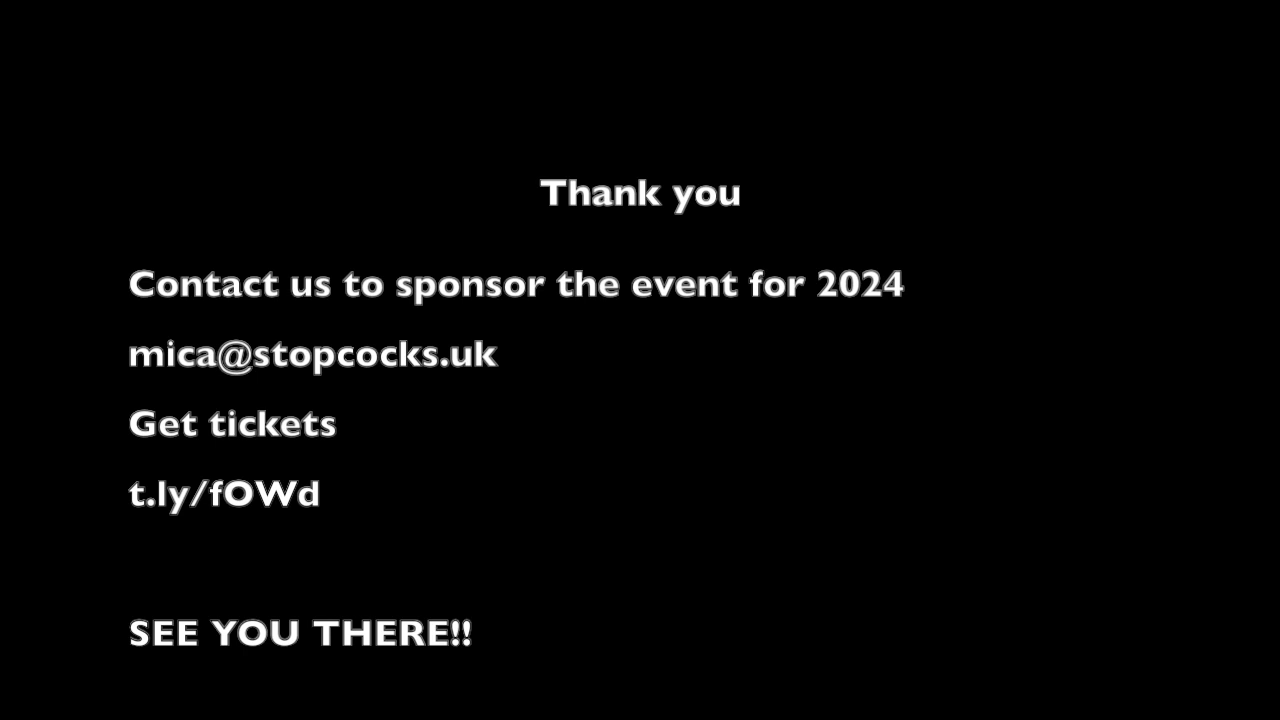 Thank you
Contact us to sponsor the event for 2024
mica@stopcocks.uk
Get tickets
t.ly/fOWd
SEE YOU THERE!!